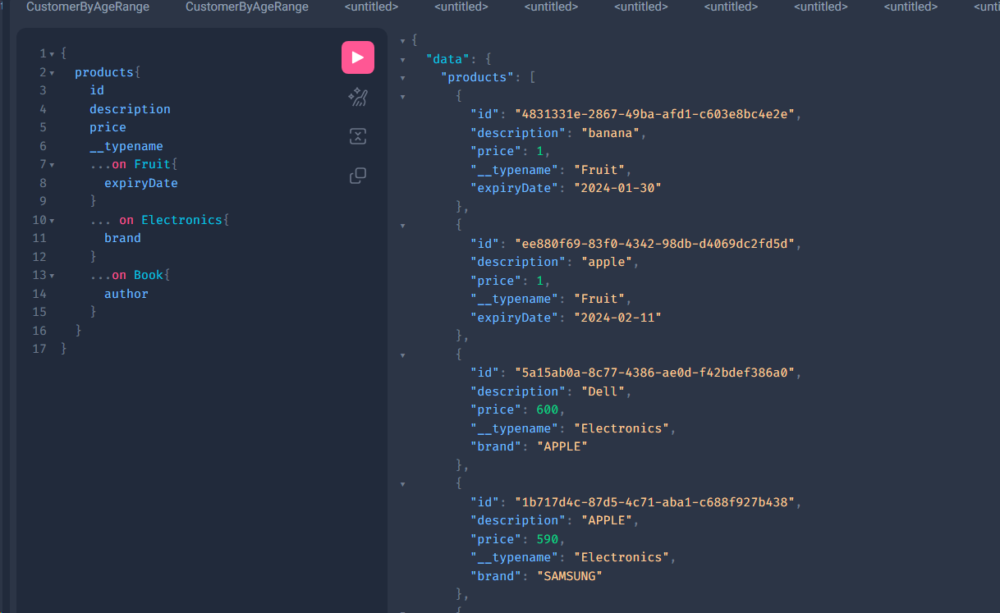 CustomerByAgeRange CustomerByAgeRange <untitled> <untitled> <untitled> <untitled> <untitled> <untitled> <untitled>
1 {
2 products{
3 id
4 description
5 price
6 __typename
7 ...on Fruit{
8 expiryDate
9 }
10 ... on Electronics{
11 brand
12 }
13 ...on Book{
14 author
15 }
16 }
17 }
{
"data": {
"products": [
{
"id": "4831331e-2867-49ba-afd1-c603e8bc4e2e",
"description": "banana",
"price": 1,
"__typename": "Fruit",
"expiryDate": "2024-01-30"
},
{
"id": "ee880f69-83f0-4342-98db-d4069dc2fd5d",
"description": "apple",
"price": 1,
"__typename": "Fruit",
"expiryDate": "2024-02-11"
},
{
"id": "5a15ab0a-8c77-4386-ae0d-f42bdef386a0",
"description": "Dell",
"price": 600,
"__typename": "Electronics",
"brand": "APPLE"
},
{
"id": "1b717d4c-87d5-4c71-aba1-c688f927b438",
"description": "APPLE",
"price": 590,
"__typename": "Electronics",
"brand": "SAMSUNG"
},
{